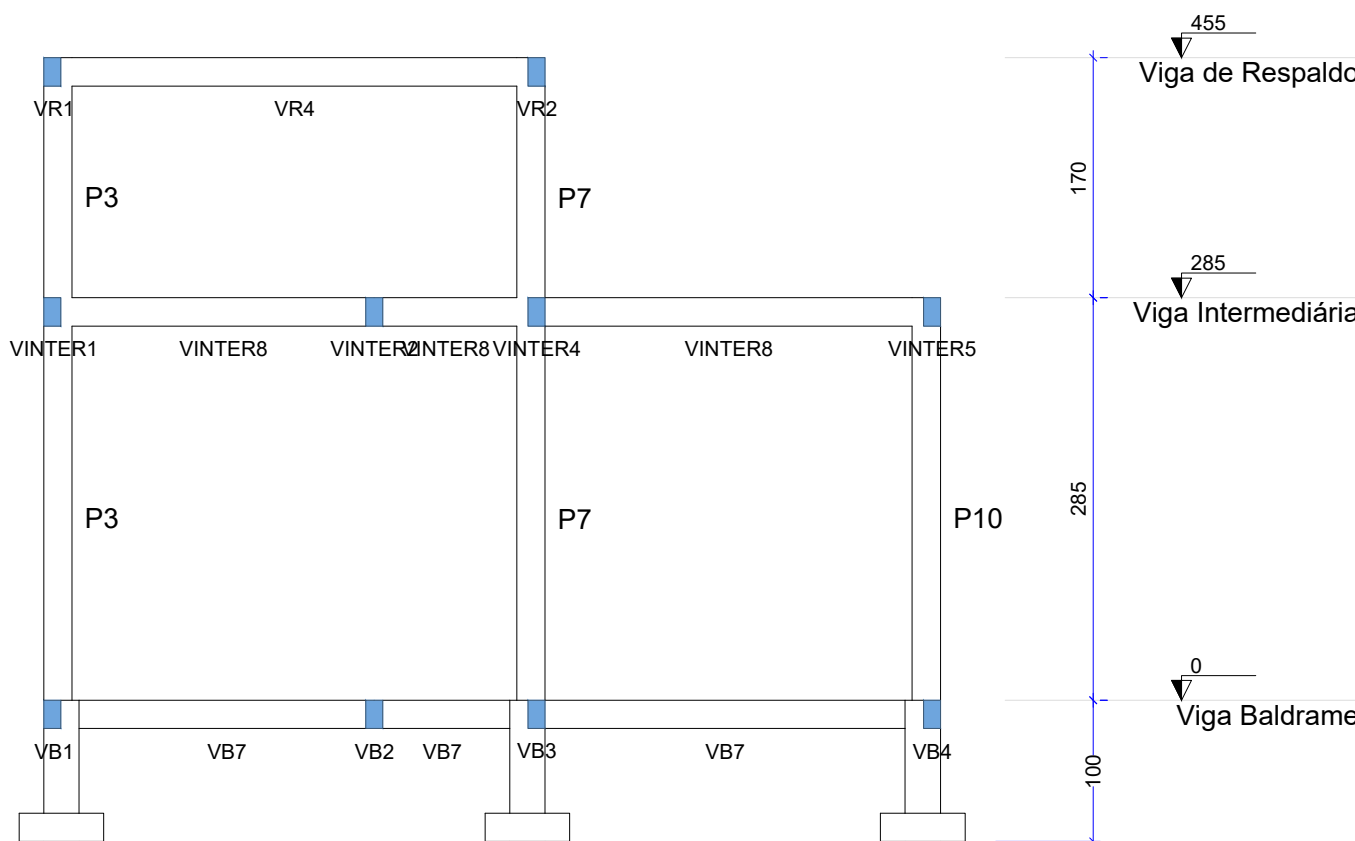 455
Viga de Respaldo
VR1 VR4 VR2
170
P3 P7
285
Viga Intermediária
VINTER1 VINTER8 VINTER2 VINTER8 VINTER4 VINTER8 VINTER5
285
P3 P7 P10
0
Viga Baldrame
VB1 VB7 VB2 VB7 VB3 VB7 VB4
100